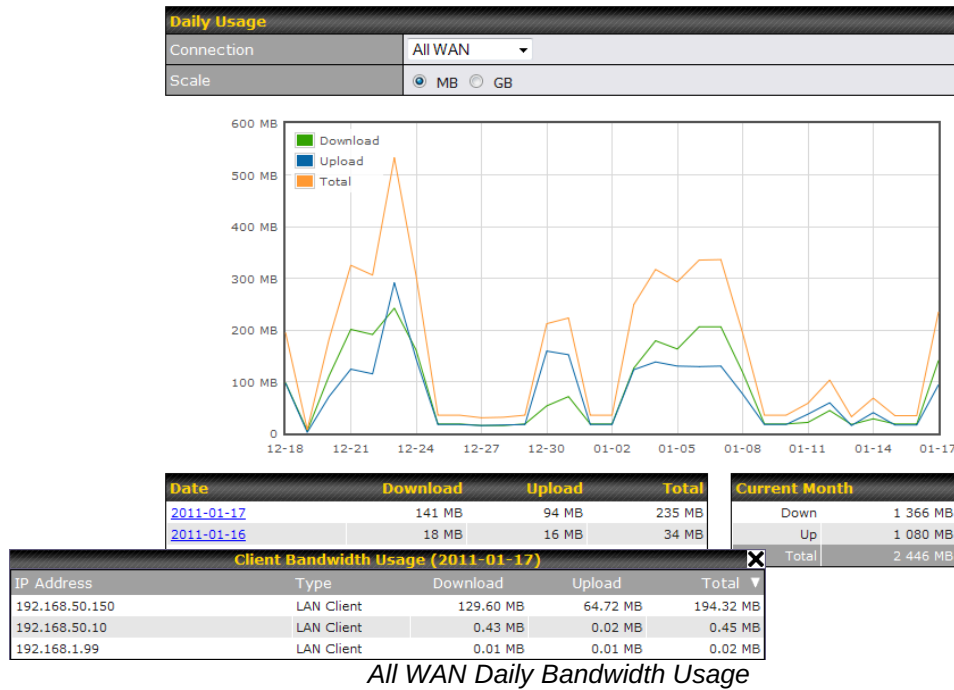 Daily Usage
Connection All WAN
Scale MB GB
600 MB
500 MB
400 MB
300 MB
200 MB
100 MB
0
Download
Upload
Total
12-18 12-21 12-24 12-27 12-30 01-02 01-05 01-08 01-11 01-14 01-17
Date Download Upload Total
2011-01-17 141 MB 94 MB 235 MB
2011-01-16 18 MB 16 MB 34 MB
Current Month
Down 1 366 MB
Up 1 080 MB
Total 2 446 MB
Client Bandwidth Usage (2011-01-17)
IP Address Type Download Upload Total ▼
192.168.50.150 LAN Client 129.60 MB 64.72 MB 194.32 MB
192.168.50.10 LAN Client 0.43 MB 0.02 MB 0.45 MB
192.168.1.99 LAN Client 0.01 MB 0.01 MB 0.02 MB
All WAN Daily Bandwidth Usage